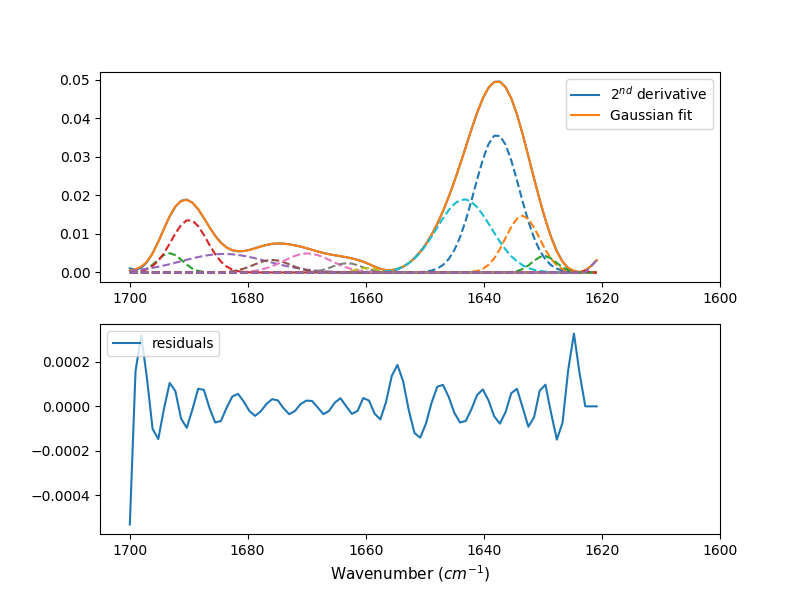 0.05
0.04
0.03
0.02
0.01
0.00
2nd derivative
Gaussian fit
1700 1680 1660 1640 1620 1600
residuals
0.0002
0.0000
−0.0002
−0.0004
1700 1680 1660 1640 1620 1600
Wavenumber (cm−1)